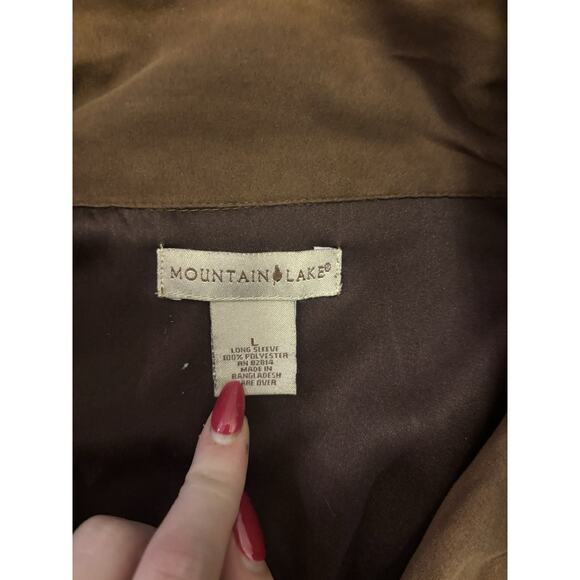 MOUNTAIN LAKE®
L
LONG SLEEVE
100% POLYESTER
RN 82814
MADE IN
BANGLADESH
CARE OVER